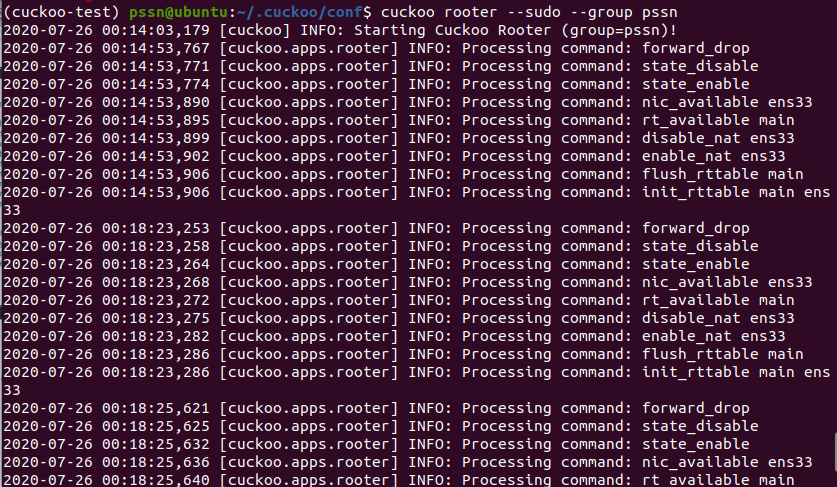 (cuckoo-test) pssn@ubuntu:~/.cuckoo/conf$ cuckoo rooter --sudo --group pssn
2020-07-26 00:14:03,179 [cuckoo] INFO: Starting Cuckoo Rooter (group=pssn)!
2020-07-26 00:14:53,767 [cuckoo.apps.rooter] INFO: Processing command: forward_drop
2020-07-26 00:14:53,771 [cuckoo.apps.rooter] INFO: Processing command: state_disable
2020-07-26 00:14:53,774 [cuckoo.apps.rooter] INFO: Processing command: state_enable
2020-07-26 00:14:53,890 [cuckoo.apps.rooter] INFO: Processing command: nic_available ens33
2020-07-26 00:14:53,895 [cuckoo.apps.rooter] INFO: Processing command: rt_available main
2020-07-26 00:14:53,899 [cuckoo.apps.rooter] INFO: Processing command: disable_nat ens33
2020-07-26 00:14:53,902 [cuckoo.apps.rooter] INFO: Processing command: enable_nat ens33
2020-07-26 00:14:53,906 [cuckoo.apps.rooter] INFO: Processing command: flush_rttable main
2020-07-26 00:14:53,906 [cuckoo.apps.rooter] INFO: Processing command: init_rttable main ens
33
2020-07-26 00:18:23,253 [cuckoo.apps.rooter] INFO: Processing command: forward_drop
2020-07-26 00:18:23,258 [cuckoo.apps.rooter] INFO: Processing command: state_disable
2020-07-26 00:18:23,264 [cuckoo.apps.rooter] INFO: Processing command: state_enable
2020-07-26 00:18:23,268 [cuckoo.apps.rooter] INFO: Processing command: nic_available ens33
2020-07-26 00:18:23,272 [cuckoo.apps.rooter] INFO: Processing command: rt_available main
2020-07-26 00:18:23,275 [cuckoo.apps.rooter] INFO: Processing command: disable_nat ens33
2020-07-26 00:18:23,282 [cuckoo.apps.rooter] INFO: Processing command: enable_nat ens33
2020-07-26 00:18:23,286 [cuckoo.apps.rooter] INFO: Processing command: flush_rttable main
2020-07-26 00:18:23,286 [cuckoo.apps.rooter] INFO: Processing command: init_rttable main ens
33
2020-07-26 00:18:25,621 [cuckoo.apps.rooter] INFO: Processing command: forward_drop
2020-07-26 00:18:25,625 [cuckoo.apps.rooter] INFO: Processing command: state_disable
2020-07-26 00:18:25,632 [cuckoo.apps.rooter] INFO: Processing command: state_enable
2020-07-26 00:18:25,636 [cuckoo.apps.rooter] INFO: Processing command: nic_available ens33
2020-07-26 00:18:25,640 [cuckoo.apps.rooter] INFO: Processing command: rt_available main